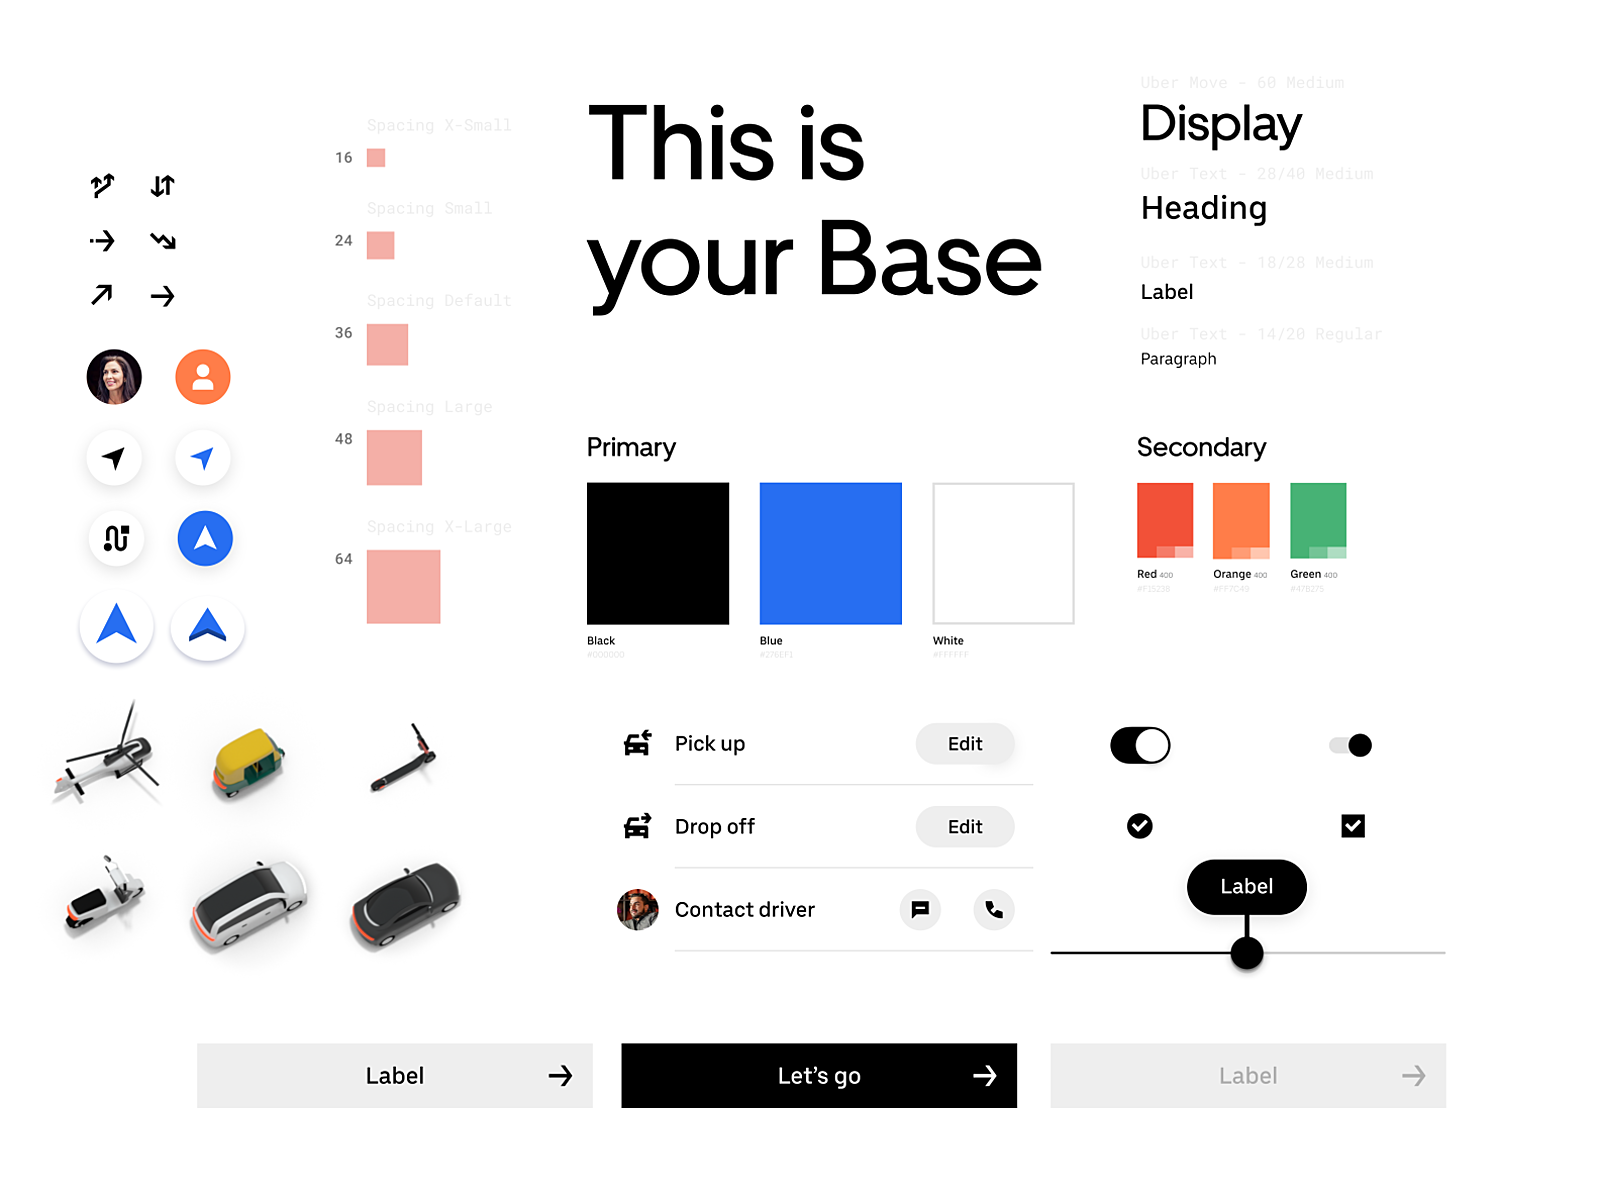 Spacing X-Small
16
Spacing Small
24
Spacing Default
36
Spacing Large
48
Spacing X-Large
64
This is
your Base
Uber Move - 60 Medium
Display
Uber Text - 28/40 Medium
Heading
Uber Text - 18/28 Medium
Label
Uber Text - 14/20 Regular
Paragraph
Primary
Black
#000000
Blue
#276EF1
White
#FFFFFF
Secondary
Red 400
Orange 400
Green 400
#FF7C49
#47B275
Pick up
Edit
Drop off
Edit
Contact driver
Label
Label
Let's go
Label